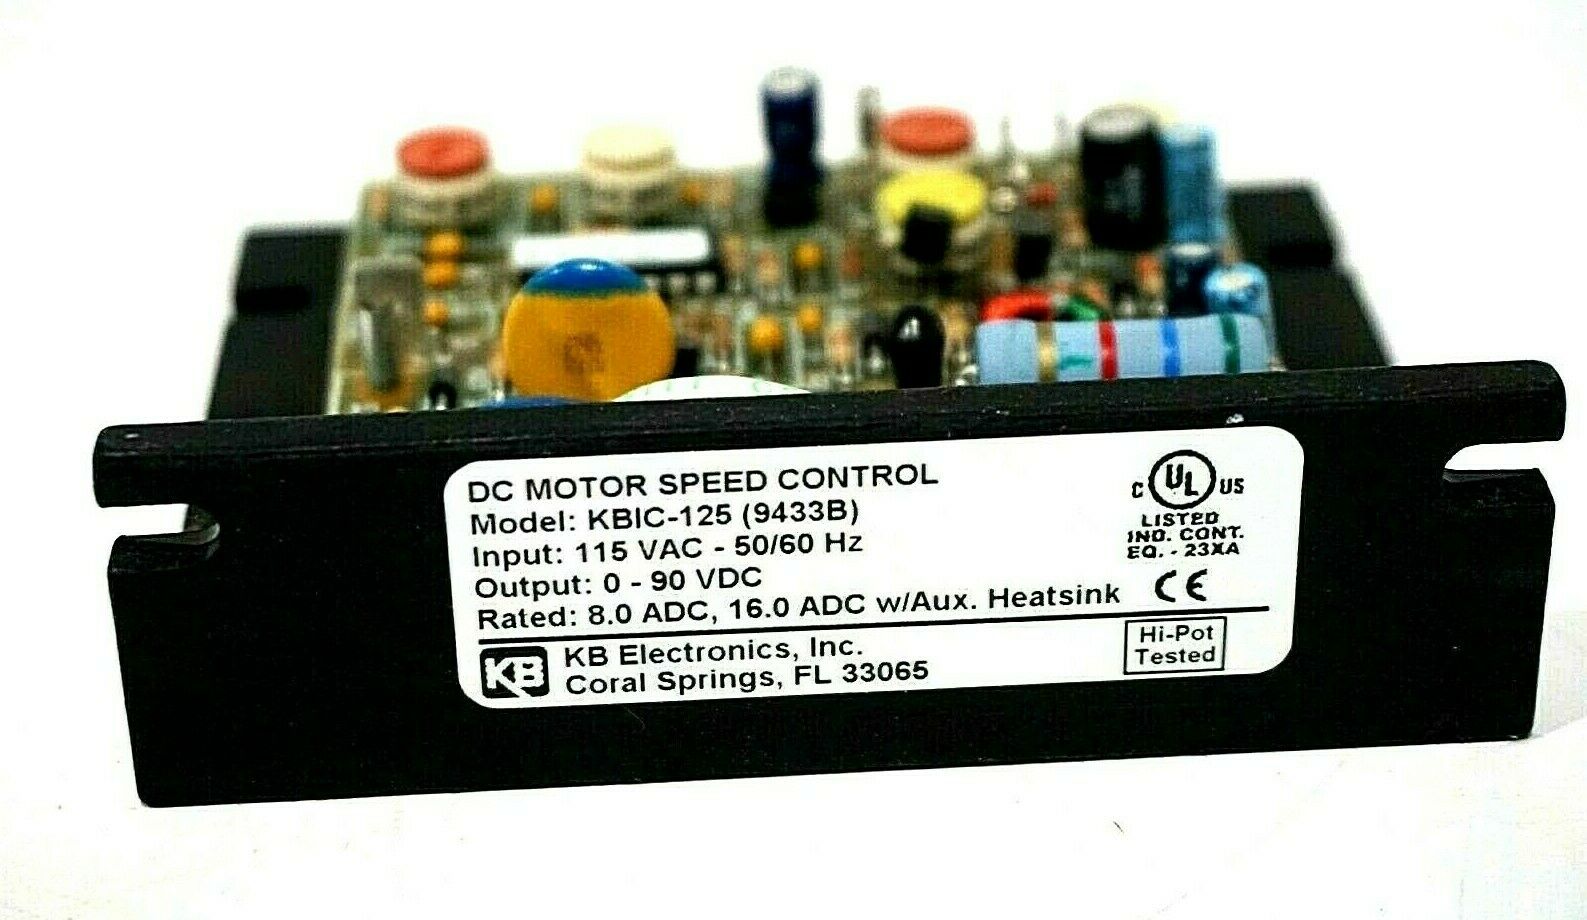 DC MOTOR SPEED CONTROL
Model: KBIC-125 (9433B)
Input: 115 VAC - 50/60 Hz
Output: 0 - 90 VDC
Rated: 8.0 ADC, 16.0 ADC w/Aux. Heatsink
C UL US
LISTED
IND. CONT.
EQ. - 23XA
CE
KB
KB Electronics, Inc.
Coral Springs, FL 33065
Hi-Pot
Tested